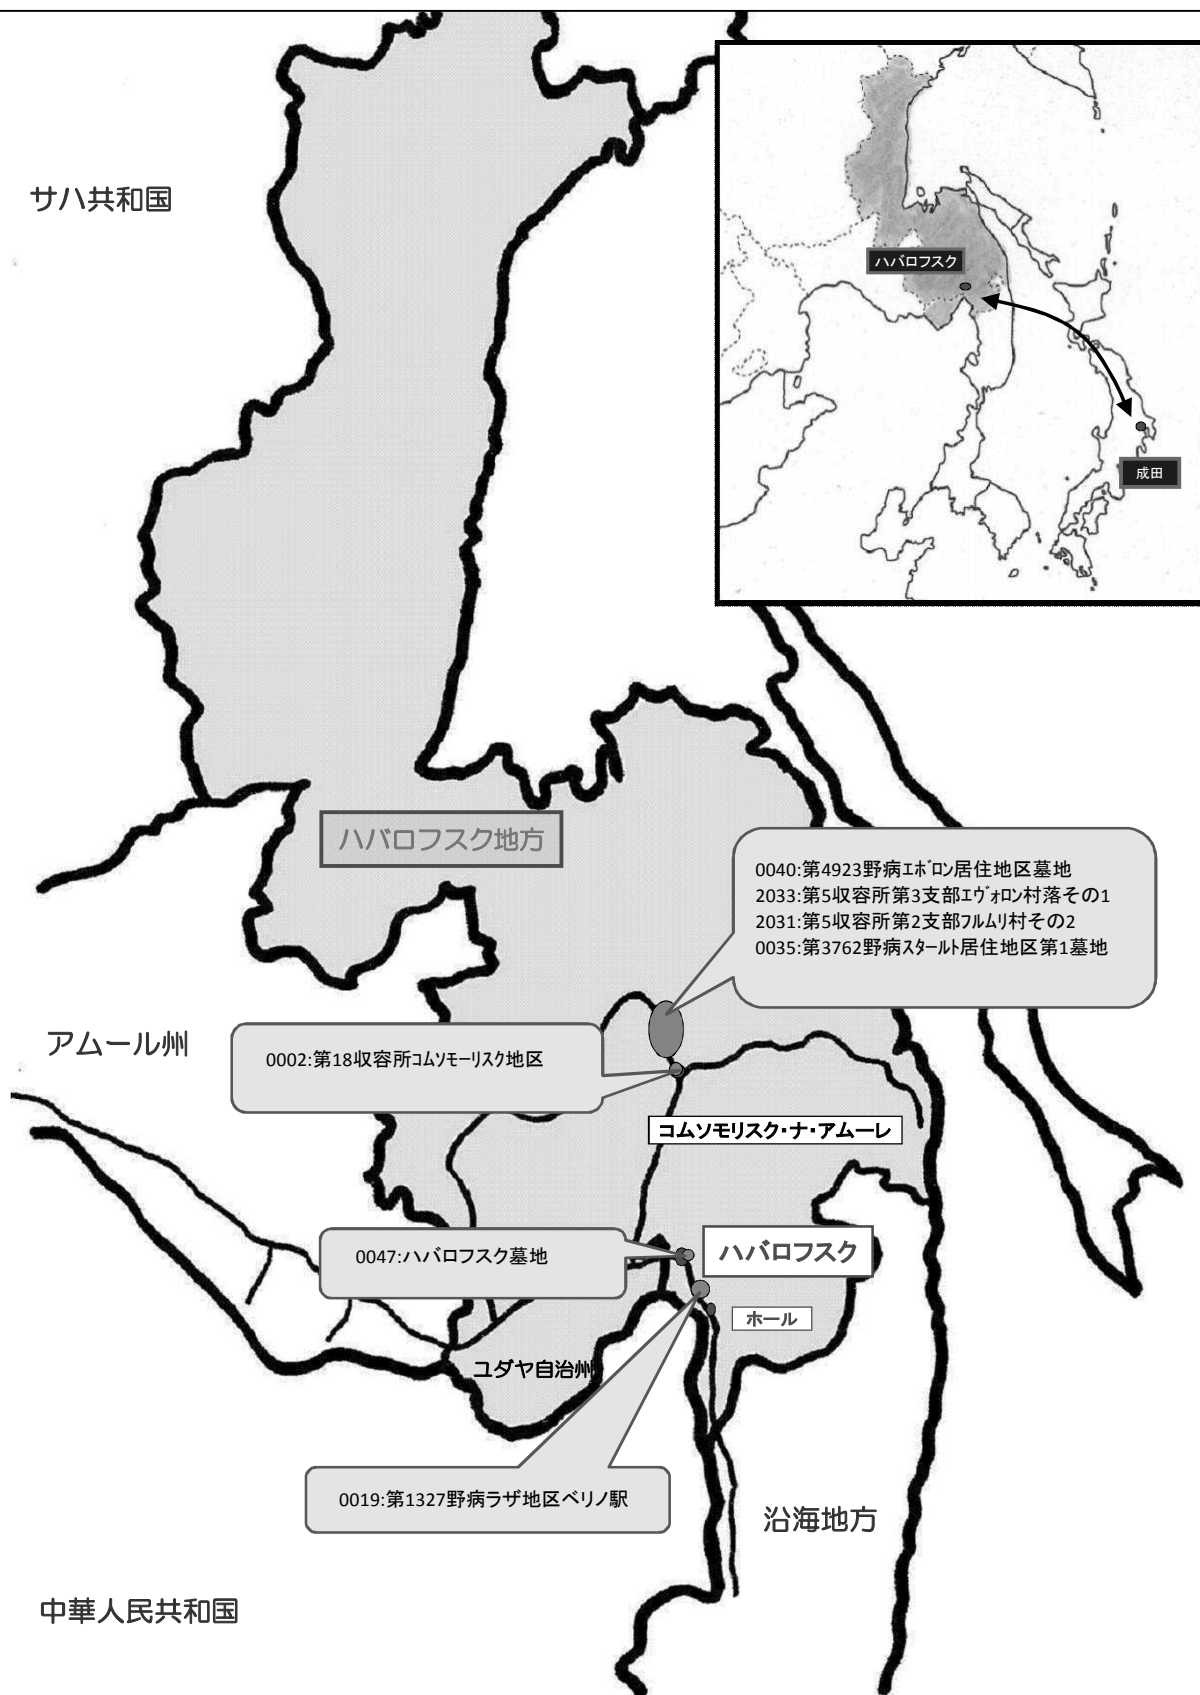 サハ共和国
ハバロフスク
成田
ハバロフスク地方
0040:第4923野病エボロン居住地区墓地
2033:第5収容所第3支部エヴォロン村落その1
2031:第5収容所第2支部フルムリ村その2
0035:第3762野病スタールト居住地区第1墓地
アムール州
0002:第18収容所コムソモーリスク地区
コムソモリスク・ナ・アムーレ
0047:ハバロフスク墓地
ハバロフスク
ホール
ユダヤ自治州
0019:第1327野病ラザ地区ベリノ駅
沿海地方
中華人民共和国